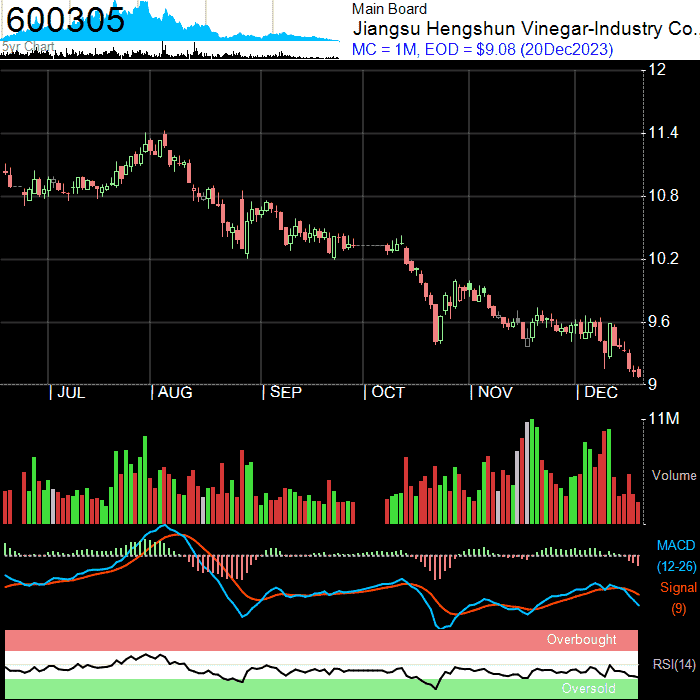 600305
5yr Chart
Main Board
Jiangsu Hengshun Vinegar-Industry Co..
MC = 1M, EOD = $9.08 (20Dec2023)
12
11.4
10.8
10.2
9.6
9
JUL
AUG
SEP
OCT
NOV
DEC
11M
Volume
MACD
(12-26)
Signal
(9)
Overbought
RSI(14)
Oversold